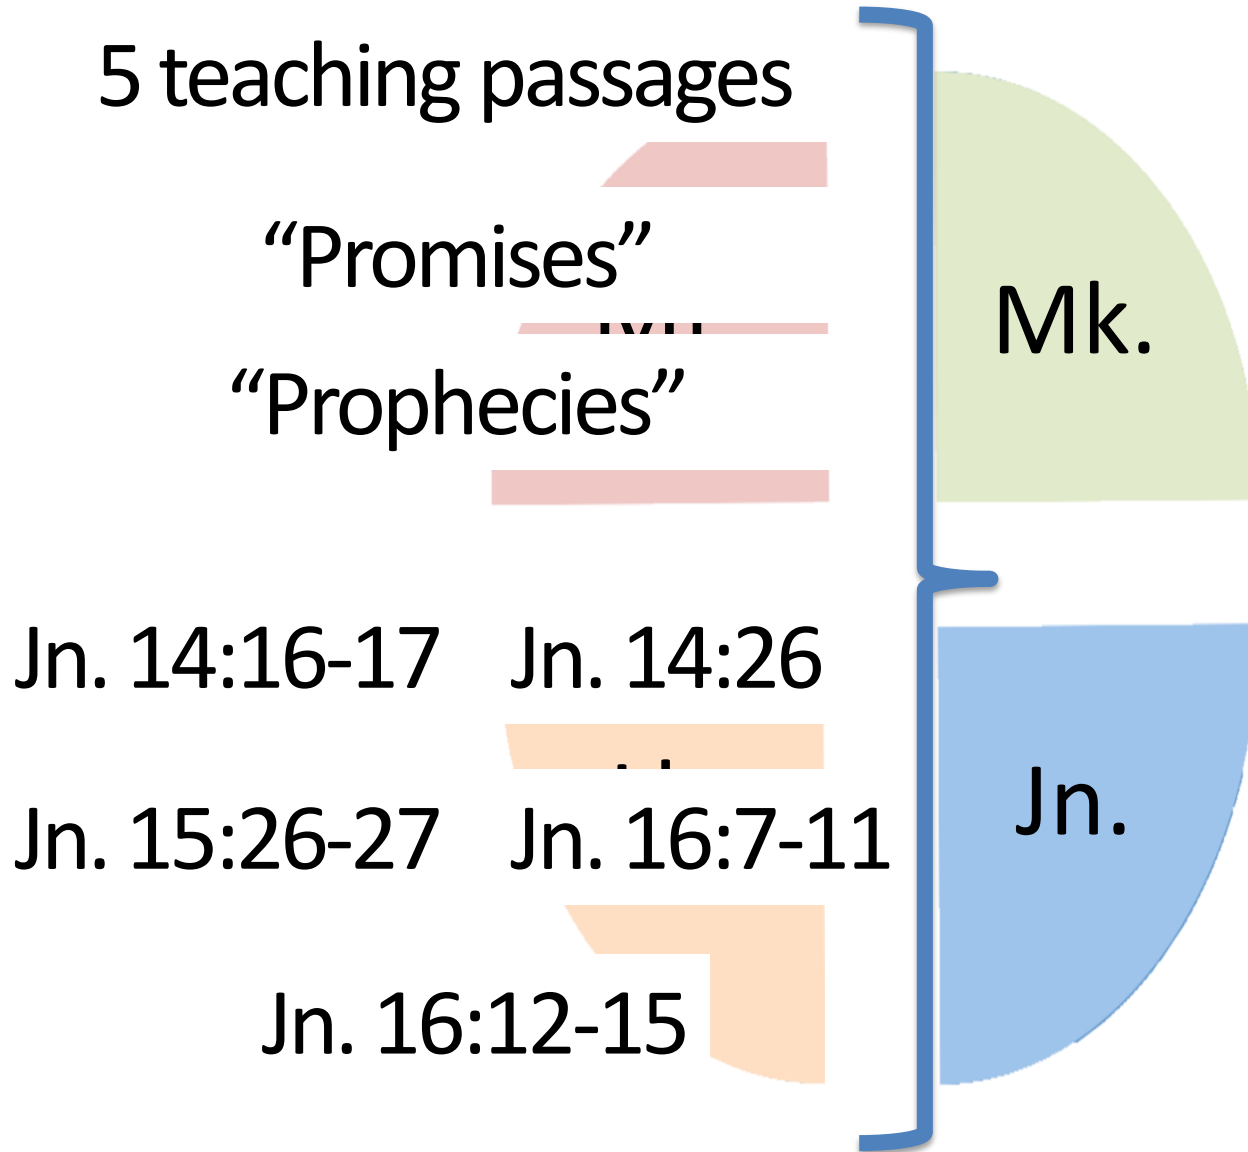 5 teaching passages
“Promises”
“Prophecies”
Jn. 14:16-17 Jn. 14:26
Jn. 15:26-27 Jn. 16:7-11
Jn. 16:12-15
Mk.
Jn.